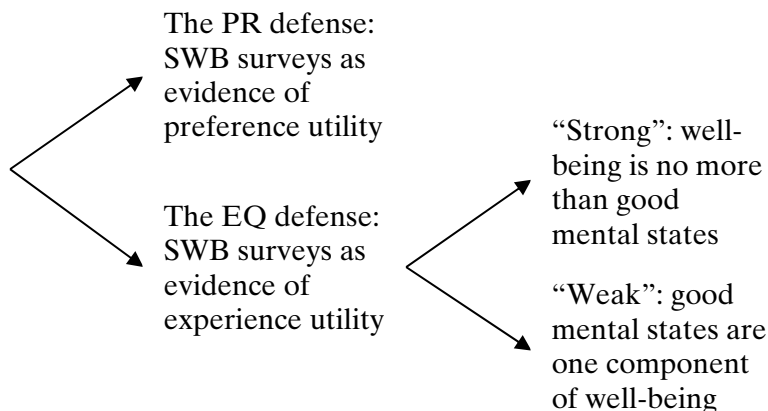 The PR defense:
SWB surveys as
evidence of
preference utility
The EQ defense:
SWB surveys as
evidence of
experience utility
“Strong”: well-
being is no more
than good
mental states
“Weak”: good
mental states are
one component
of well-being